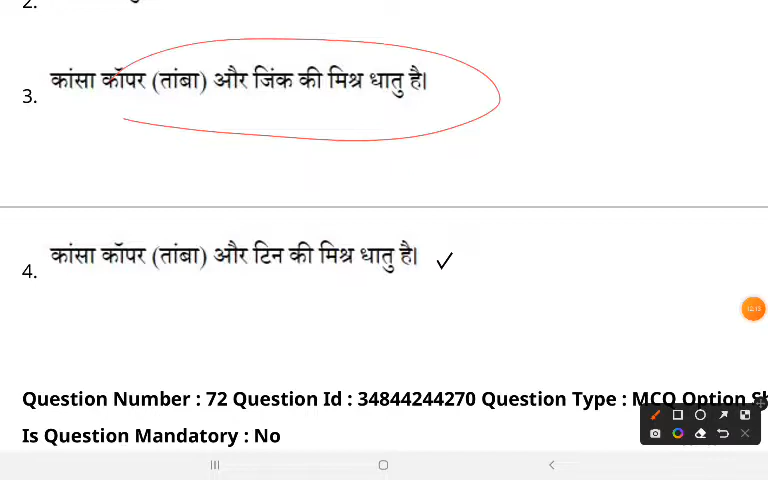 2.
3. कांसा कॉपर (तांबा) और जिंक की मिश्र धातु है।
4. कांसा कॉपर (तांबा) और टिन की मिश्र धातु है।
Question Number : 72 Question Id : 34844244270 Question Type : MCQ Option
Is Question Mandatory : No